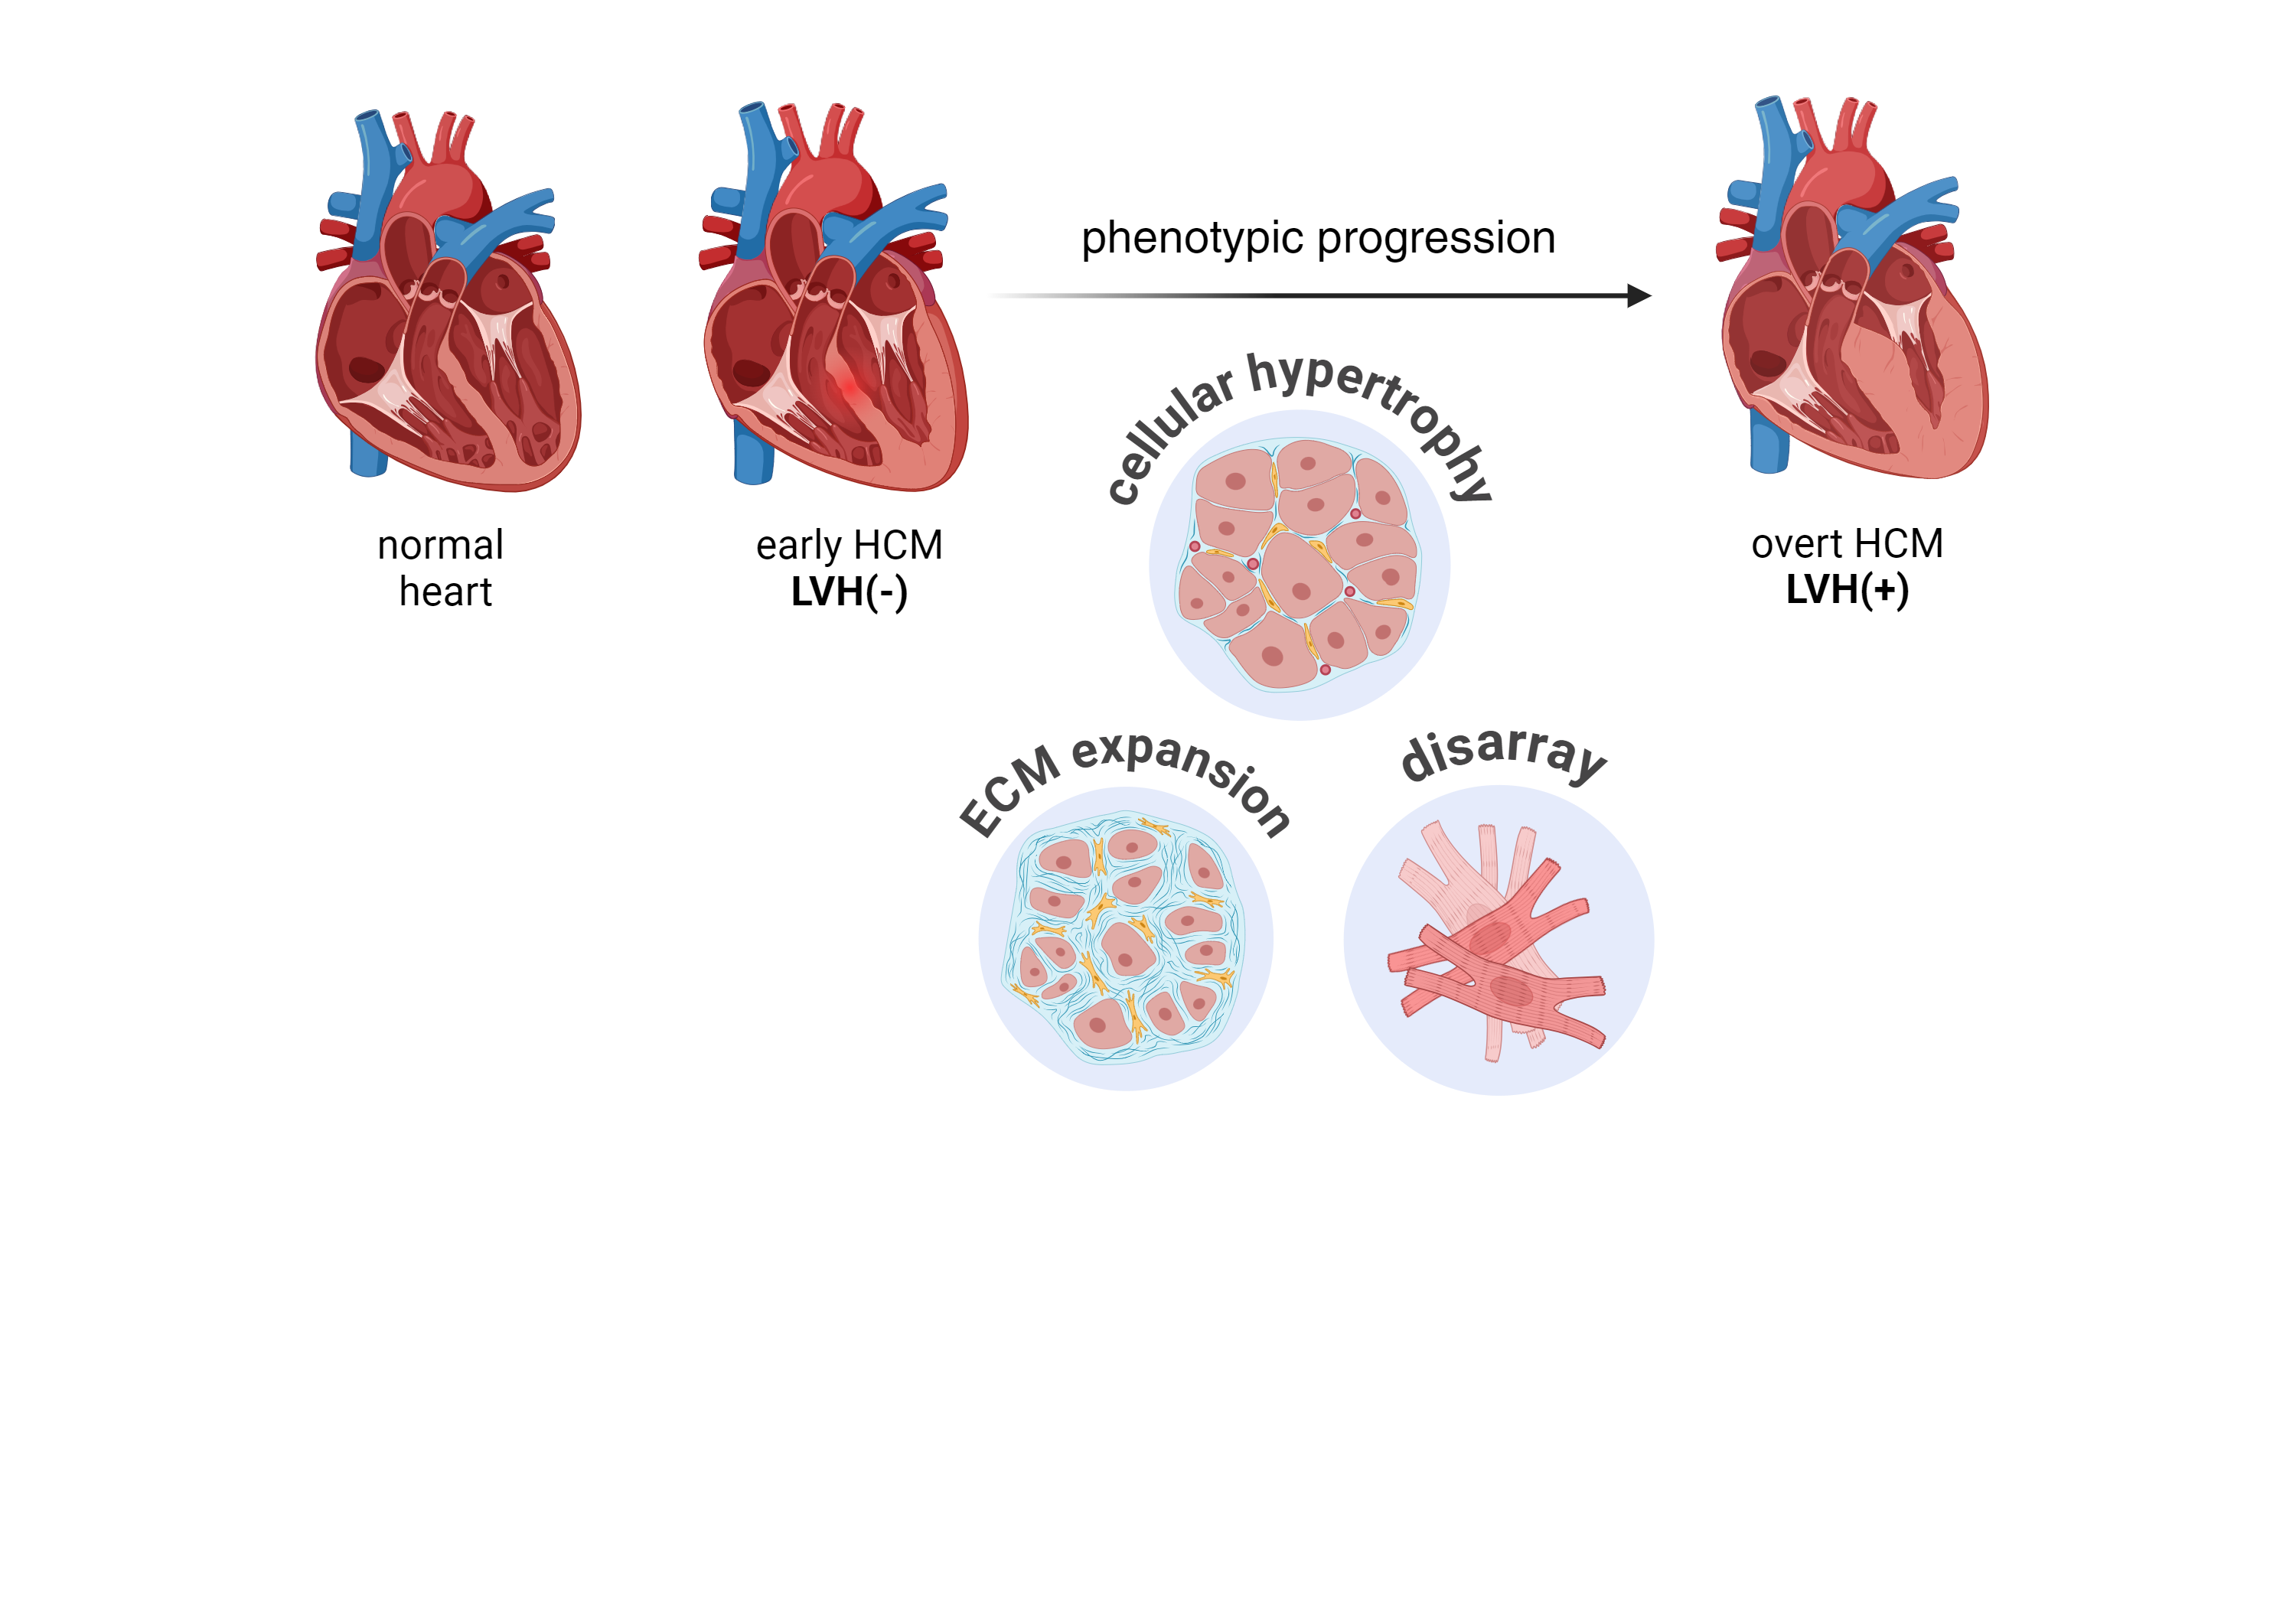 phenotypic progression
cellular hypertrophy
normal
heart
early HCM
LVH(-)
overt HCM
LVH(+)
ECM expansion
disarray